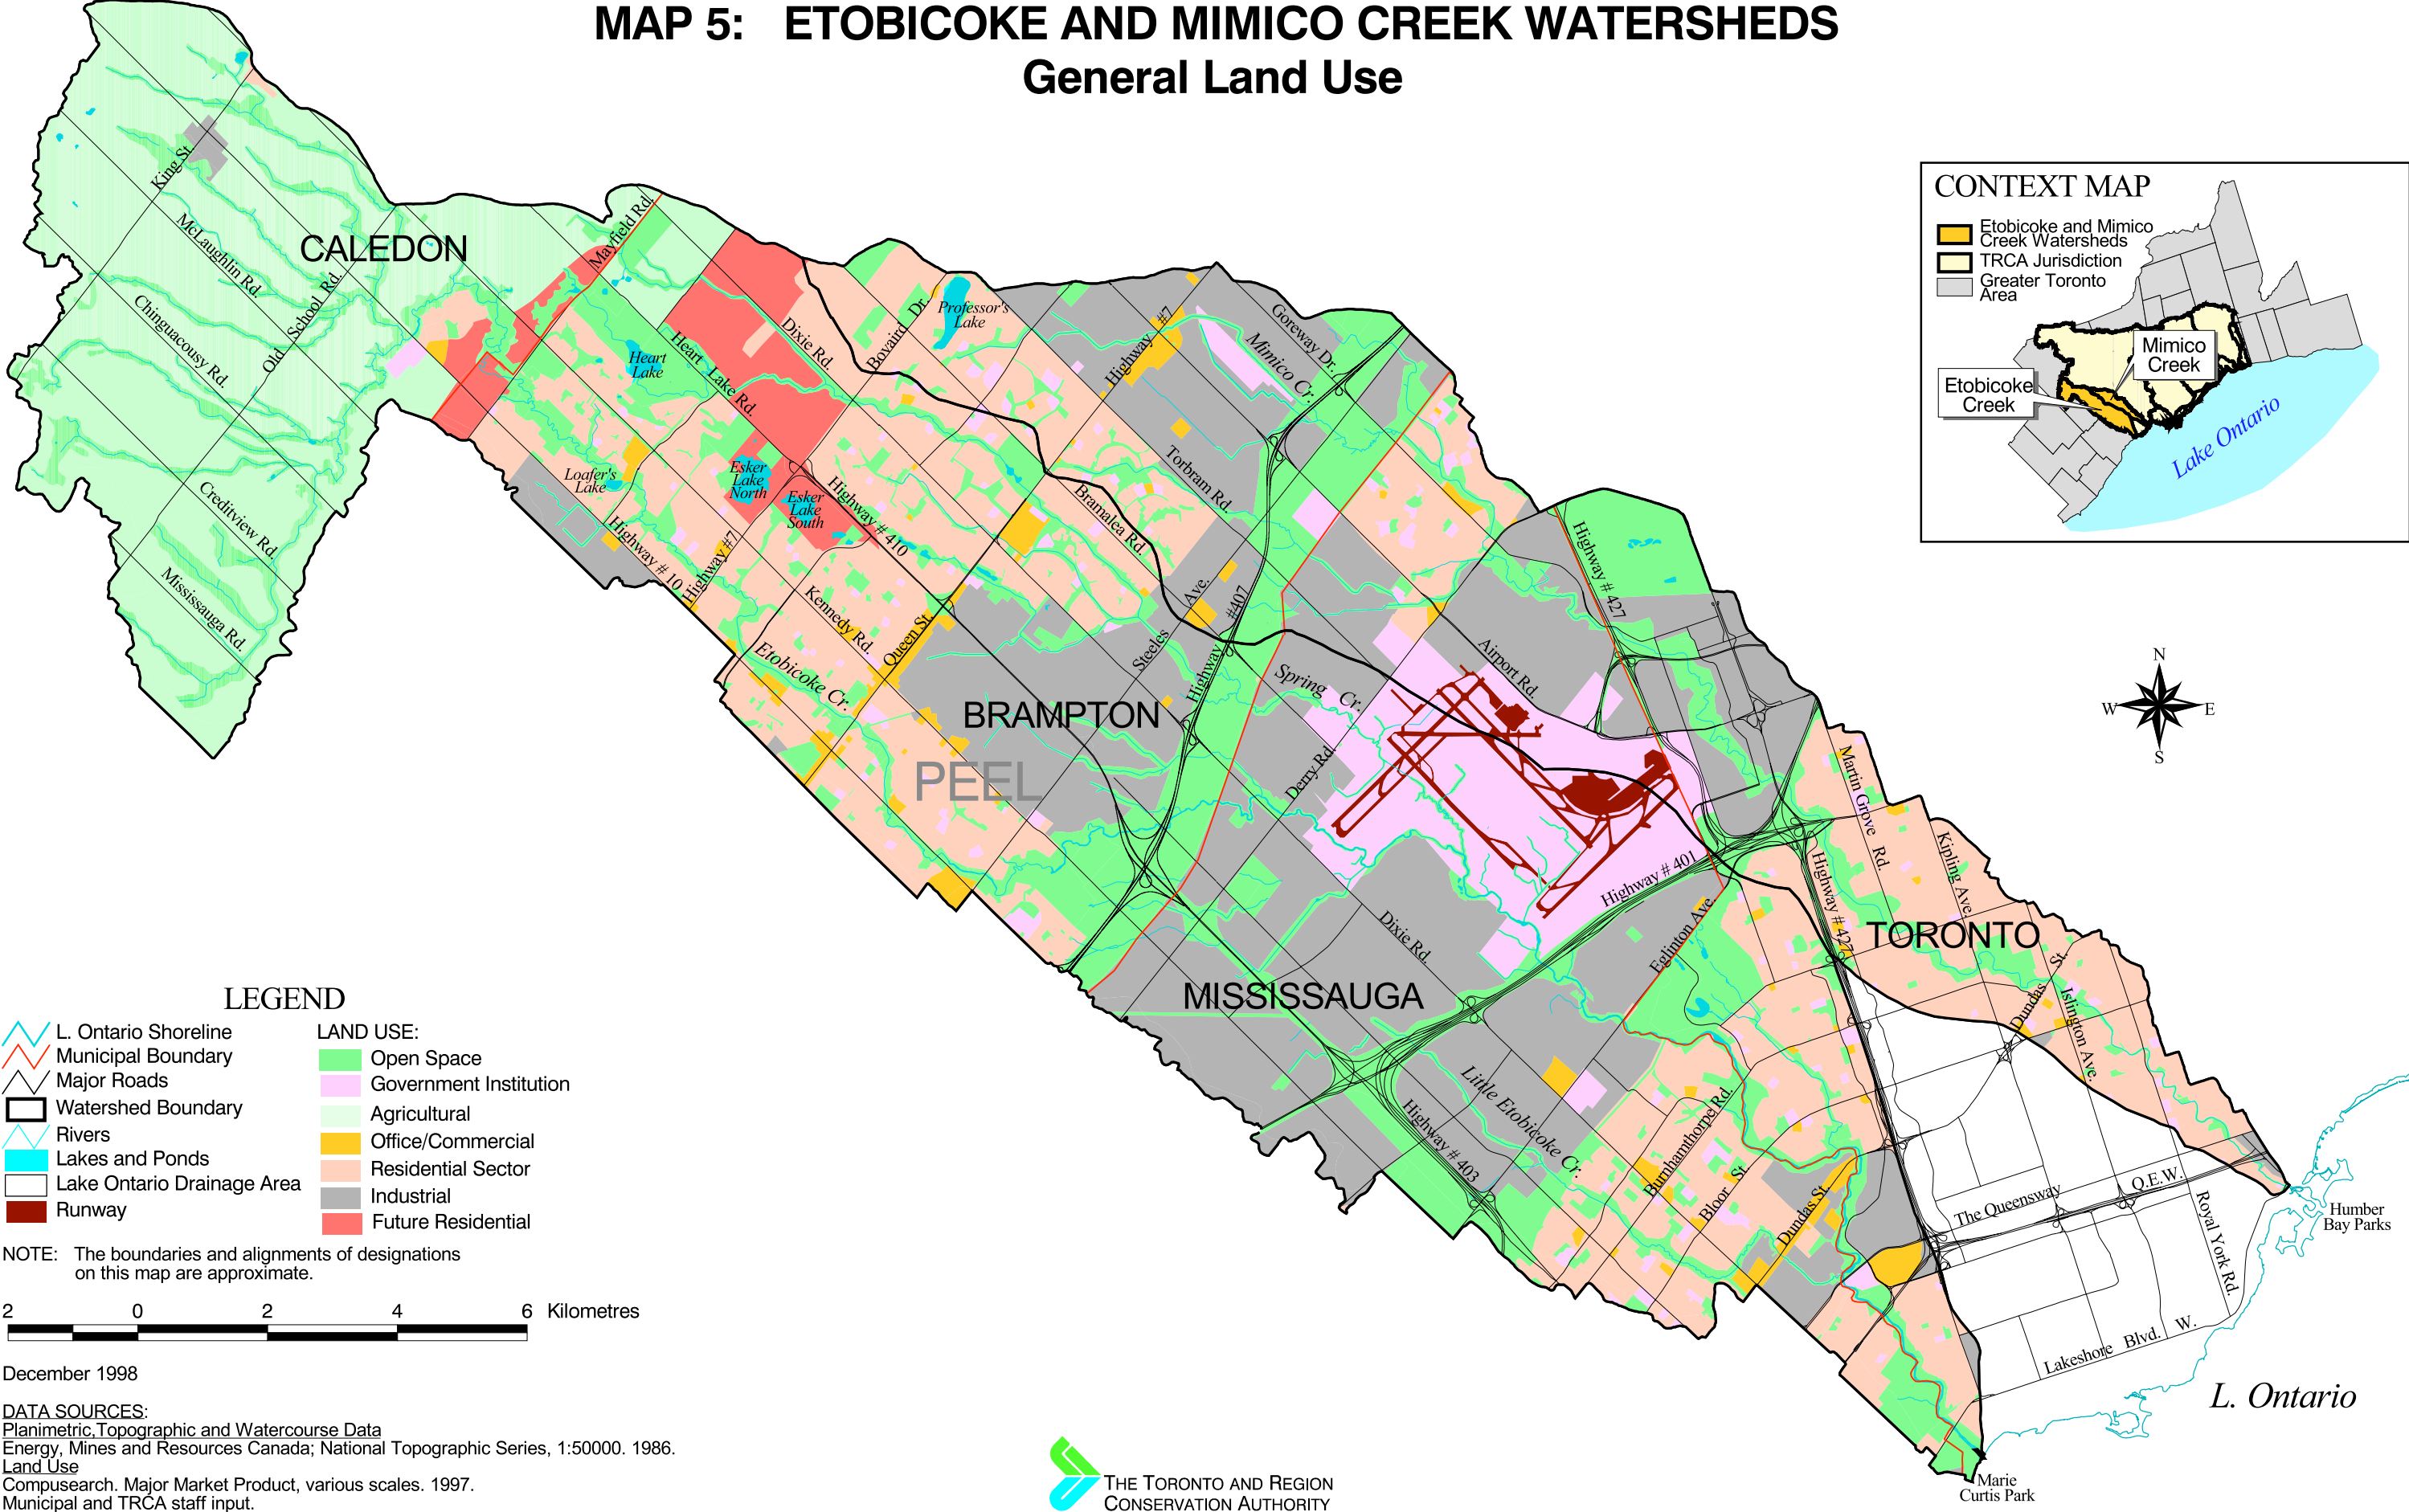 MAP 5: ETOBICOKE AND MIMICO CREEK WATERSHEDS
General Land Use
CONTEXT MAP
Etobicoke and Mimico
Creek Watersheds
TRCA Jurisdiction
Greater Toronto
Area
Mimico
Creek
Etobicoke
Creek
Lake Ontario
King St.
McLaughlin Rd.
CALEDON
Chinguacousy Rd.
Old School Rd.
Creditview Rd.
Mississauga Rd.
Mayfield Rd.
Heart
Lake
Heart Lake Rd.
Dixie Rd.
Bovaird Dr.
Professor's
Lake
Highway #7
Mimico Cr.
Goreway Dr.
Loafer's
Lake
Esker
Lake
North
Esker
Lake
South
Highway # 410
Highway # 10
Highway #7
Bramalea Rd.
Torbram Rd.
Kennedy Rd.
Queen St.
Etobicoke Cr.
Steeles Ave.
Highway #407
BRAMPTON
PEEL
Spring Cr.
Derry Rd.
Airport Rd.
Highway # 427
Highway # 401
Dixie Rd.
Eglinton Ave.
MISSISSAUGA
Martin Grove Rd.
Kipling Ave.
Highway # 427
TORONTO
Dundas St.
Islington Ave.
Little Etobicoke Cr.
Highway # 403
Burnhamthorpe Rd.
Bloor St.
Dundas St.
The Queensway
Q.E.W.
Royal York Rd.
Lakeshore Blvd. W.
Humber
Bay Parks
L. Ontario
Marie
Curtis Park
N
W
E
S
LEGEND
L. Ontario Shoreline
Municipal Boundary
Major Roads
Watershed Boundary
Rivers
Lakes and Ponds
Lake Ontario Drainage Area
Runway
LAND USE:
Open Space
Government Institution
Agricultural
Office/Commercial
Residential Sector
Industrial
Future Residential
NOTE: The boundaries and alignments of designations
on this map are approximate.
2 0 2 4 6 Kilometres
December 1998
DATA SOURCES:
Planimetric,Topographic and Watercourse Data
Energy, Mines and Resources Canada; National Topographic Series, 1:50000. 1986.
Land Use
Compusearch. Major Market Product, various scales. 1997.
Municipal and TRCA staff input.
THE TORONTO AND REGION
CONSERVATION AUTHORITY